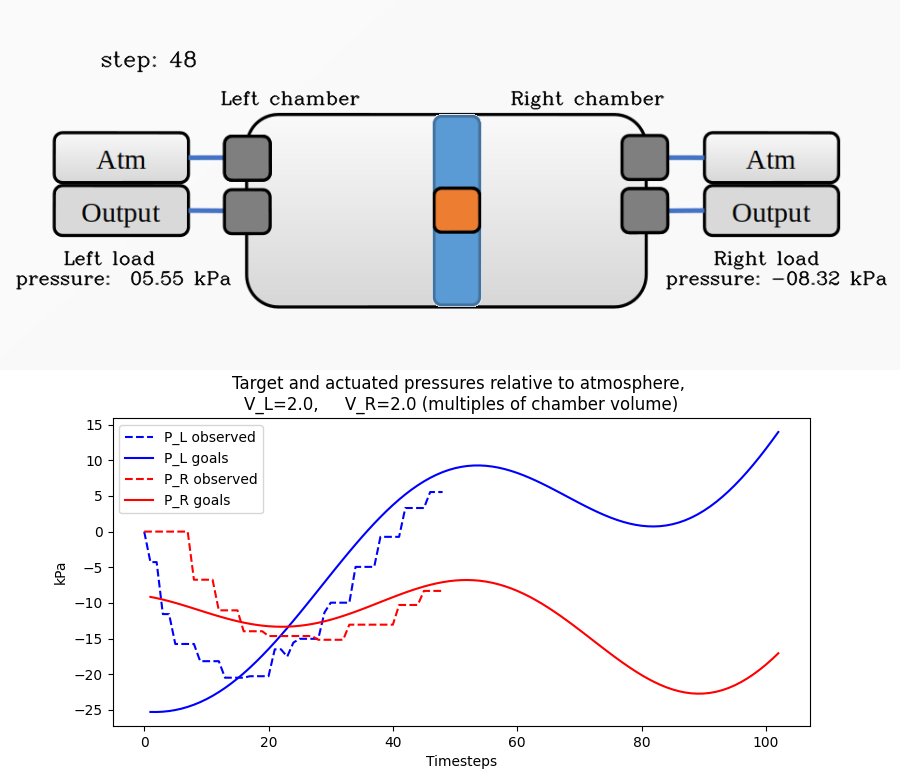 step: 48
Left chamber
Right chamber
Atm
Atm
Output
Output
Left load
pressure: 05.55 kPa
Right load
pressure: −08.32 kPa
Target and actuated pressures relative to atmosphere,
V_L=2.0, V_R=2.0 (multiples of chamber volume)
P_L observed
P_L goals
P_R observed
P_R goals
15
10
5
0
−5
−10
−15
−20
−25
kPa
0 20 40 60 80 100
Timesteps